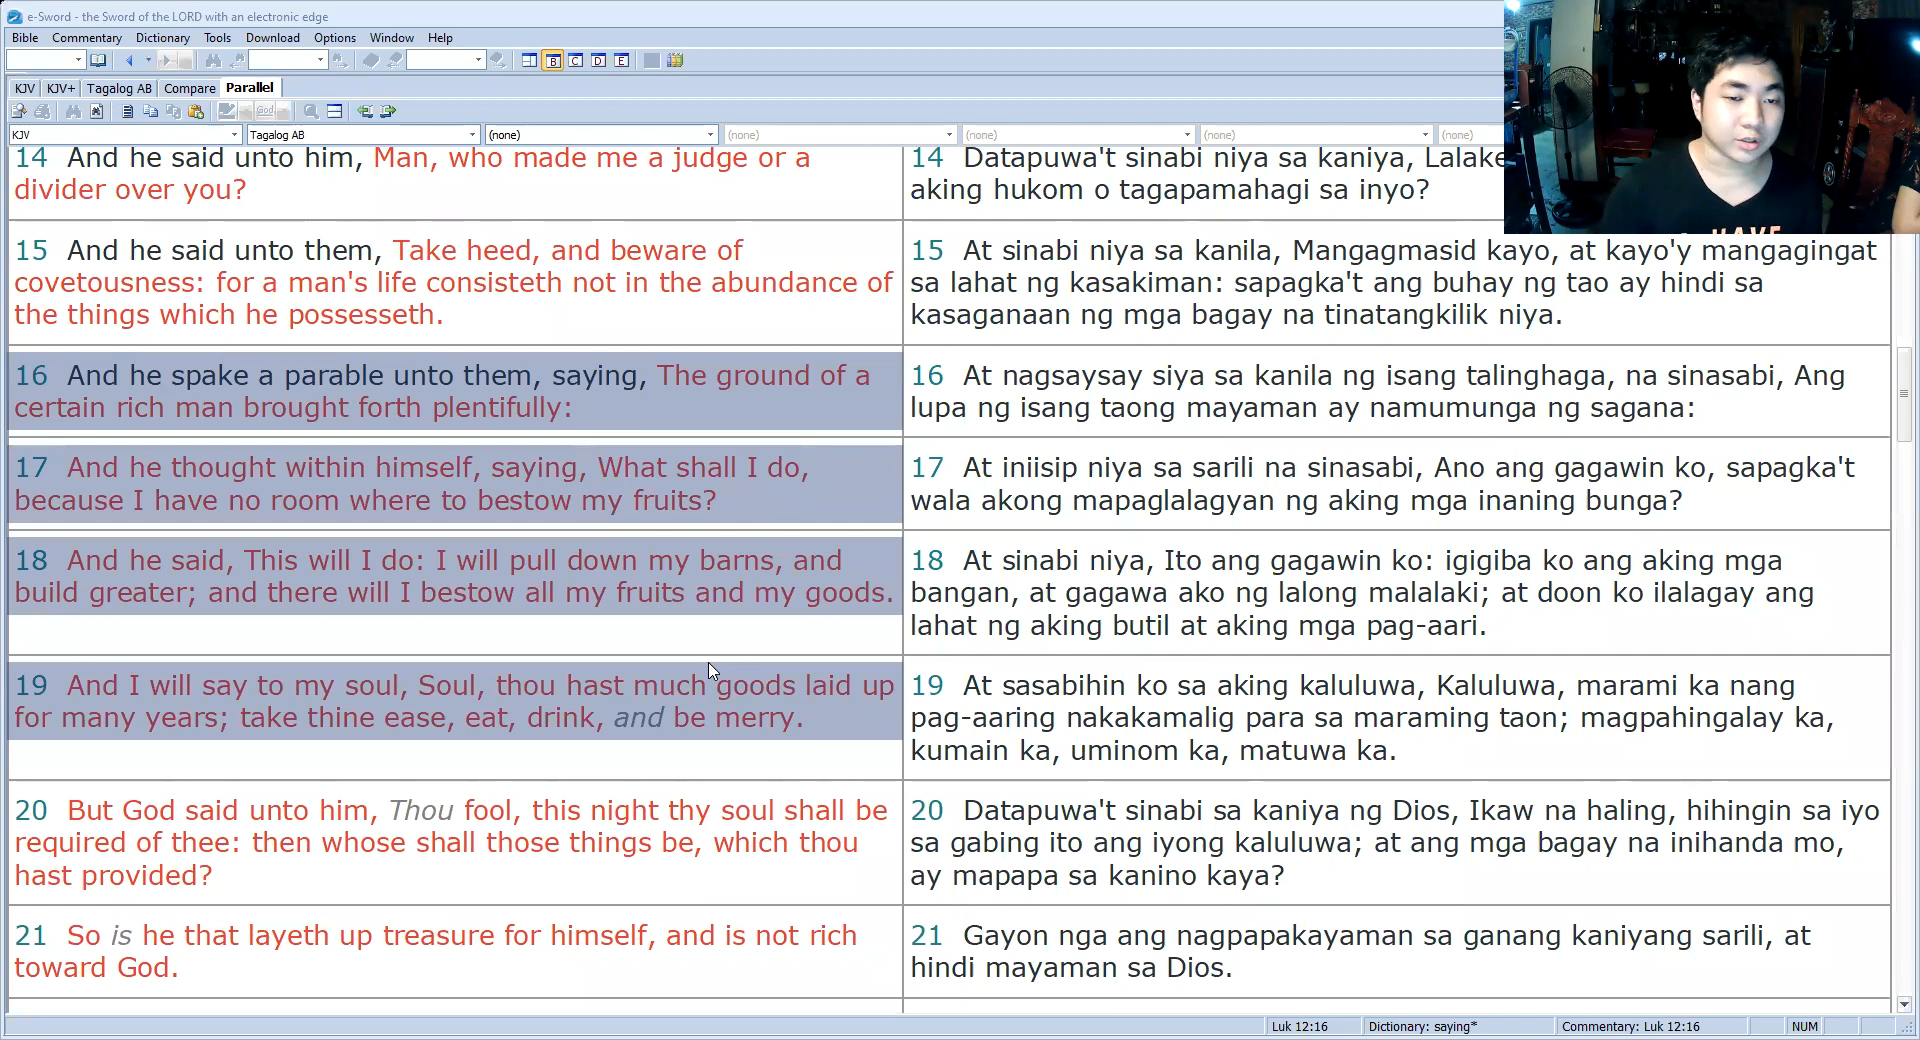 e-Sword - the Sword of the LORD with an electronic edge
Bible Commentary Dictionary Tools Download Options Window Help
B C D E
KJV KJV+ Tagalog AB Compare Parallel
KJV Tagalog AB (none) (none) (none) (none) (none)
14 And he said unto him, Man, who made me a judge or a
divider over you?
15 And he said unto them, Take heed, and beware of
covetousness: for a man's life consisteth not in the abundance of
the things which he possesseth.
16 And he spake a parable unto them, saying, The ground of a
certain rich man brought forth plentifully:
17 And he thought within himself, saying, What shall I do,
because I have no room where to bestow my fruits?
18 And he said, This will I do: I will pull down my barns, and
build greater; and there will I bestow all my fruits and my goods.
19 And I will say to my soul, Soul, thou hast much goods laid up
for many years; take thine ease, eat, drink, and be merry.
20 But God said unto him, Thou fool, this night thy soul shall be
required of thee: then whose shall those things be, which thou
hast provided?
21 So is he that layeth up treasure for himself, and is not rich
toward God.
14 Datapuwa't sinabi niya sa kaniya, Lalake
aking hukom o tagapamahagi sa inyo?
15 At sinabi niya sa kanila, Mangagmasid kayo, at kayo'y mangagingat
sa lahat ng kasakiman: sapagka't ang buhay ng tao ay hindi sa
kasaganaan ng mga bagay na tinatangkilik niya.
16 At nagsaysay siya sa kanila ng isang talinghaga, na sinasabi, Ang
lupa ng isang taong mayaman ay namumunga ng sagana:
17 At iniisip niya sa sarili na sinasabi, Ano ang gagawin ko, sapagka't
wala akong mapaglalagyan ng aking mga inaning bunga?
18 At sinabi niya, Ito ang gagawin ko: igigiba ko ang aking mga
bangan, at gagawa ako ng lalong malalaki; at doon ko ilalagay ang
lahat ng aking butil at aking mga pag-aari.
19 At sasabihin ko sa aking kaluluwa, Kaluluwa, marami ka nang
pag-aaring nakakamalig para sa maraming taon; magpahingalay ka,
kumain ka, uminom ka, matuwa ka.
20 Datapuwa't sinabi sa kaniya ng Dios, Ikaw na haling, hihingin sa iyo
sa gabing ito ang iyong kaluluwa; at ang mga bagay na inihanda mo,
ay mapapa sa kanino kaya?
21 Gayon nga ang nagpapakayaman sa ganang kaniyang sarili, at
hindi mayaman sa Dios.
Luk 12:16 Dictionary: saying* Commentary: Luk 12:16 NUM